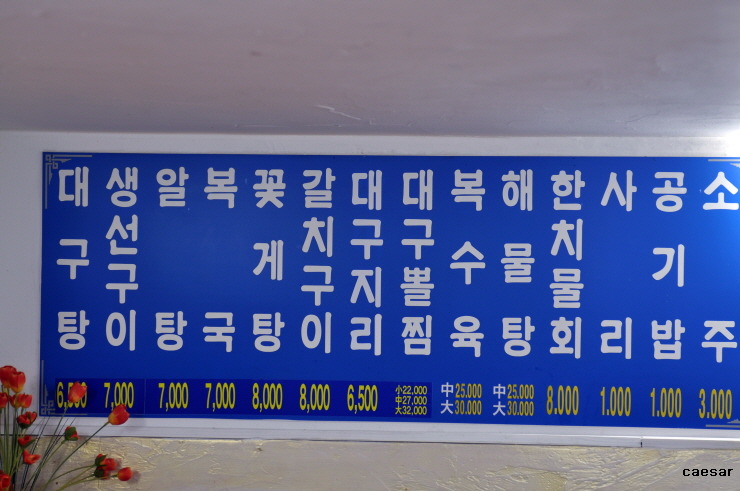 대구탕
생선구이
알탕
복국
꽃게탕
갈치구이
대구지리
대구뽈찜
복수육
해물탕
한치물회
사리
공기밥
소주
6,500
7,000
7,000
7,000
8,000
8,000
6,500
小22,000
中27,000
大32,000
中25.000
大30.000
中25.000
大30.000
8.000
1.000
1.000
3.000
caesar